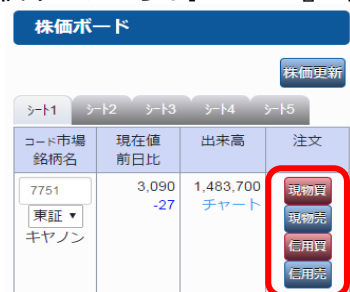 株価ボード
株価更新
シート1 シート2 シート3 シート4 シート5
コード市場 現在値 出来高 注文
銘柄名 前日比
7751 3,090 1,483,700 現物買
東証▼ -27 チャート 現物売
キヤノン 信用買
信用売